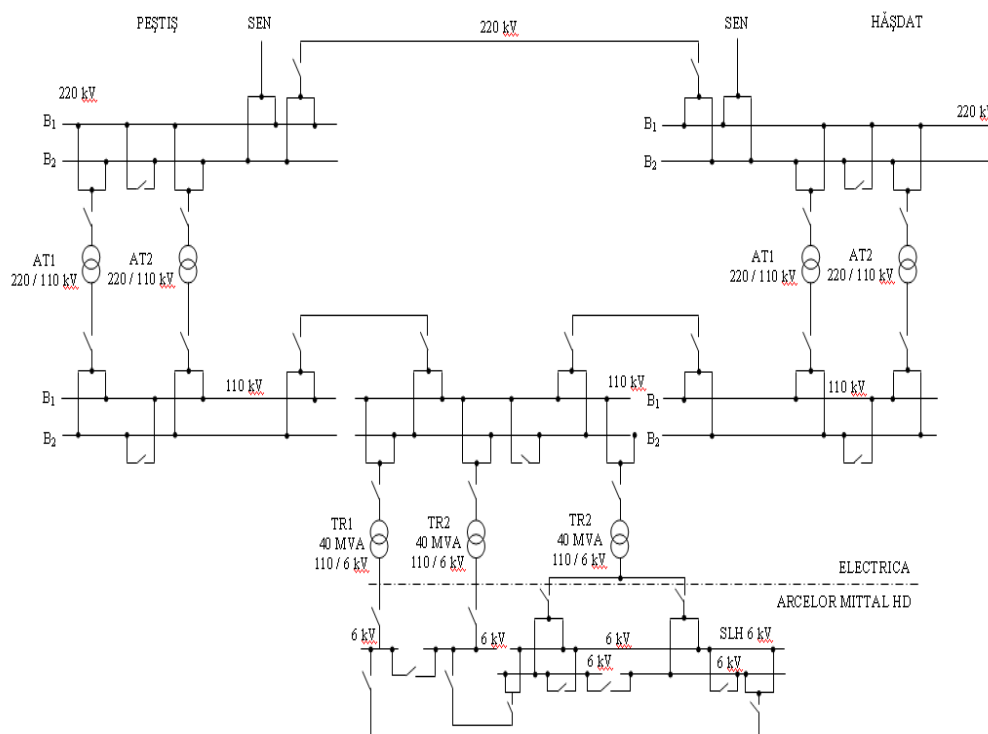 PEŞTIŞ
SEN
220 kV
SEN
HĂŞDAT
220 kV
B1
B2
B1
B2
220 kV
AT1
220 / 110 kV
AT2
220 / 110 kV
AT1
220 / 110 kV
AT2
220 / 110 kV
110 kV
B1
B2
110 kV
B1
B2
110 kV
TR1
40 MVA
110 / 6 kV
TR2
40 MVA
110 / 6 kV
TR2
40 MVA
110 / 6 kV
ELECTRICA
ARCELOR MITTAL HD
6 kV
6 kV
6 kV
SLH 6 kV
6 kV
6 kV